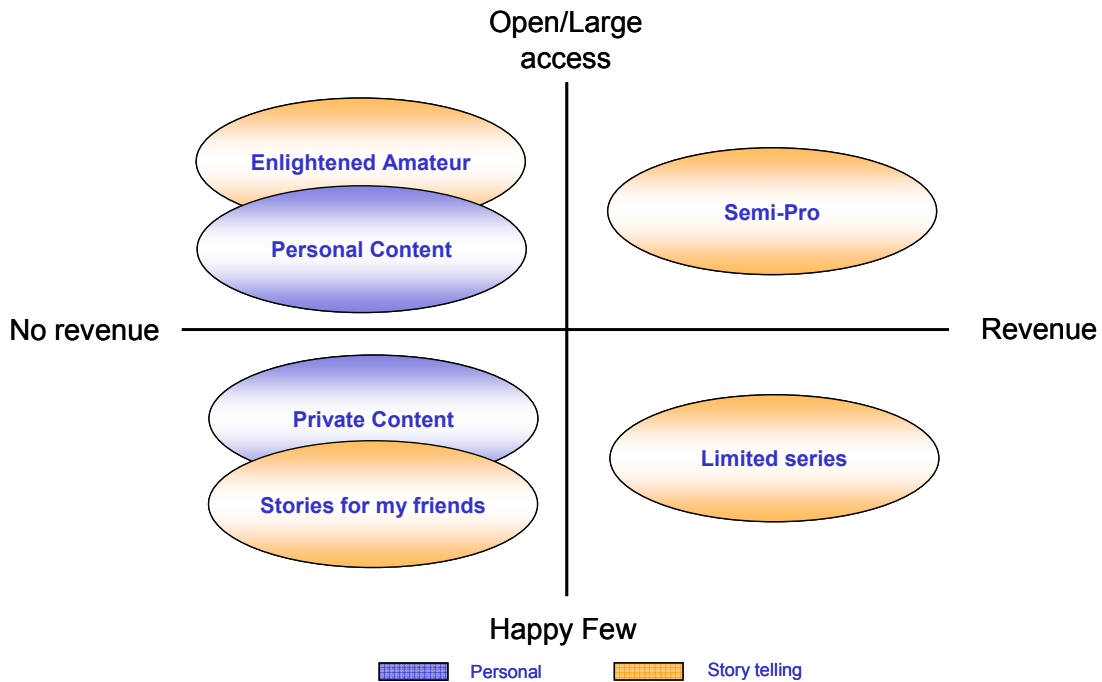 Open/Large
access
Enlightened Amateur
Semi-Pro
Personal Content
No revenue
Revenue
Private Content
Limited series
Stories for my friends
Happy Few
Personal
Story telling